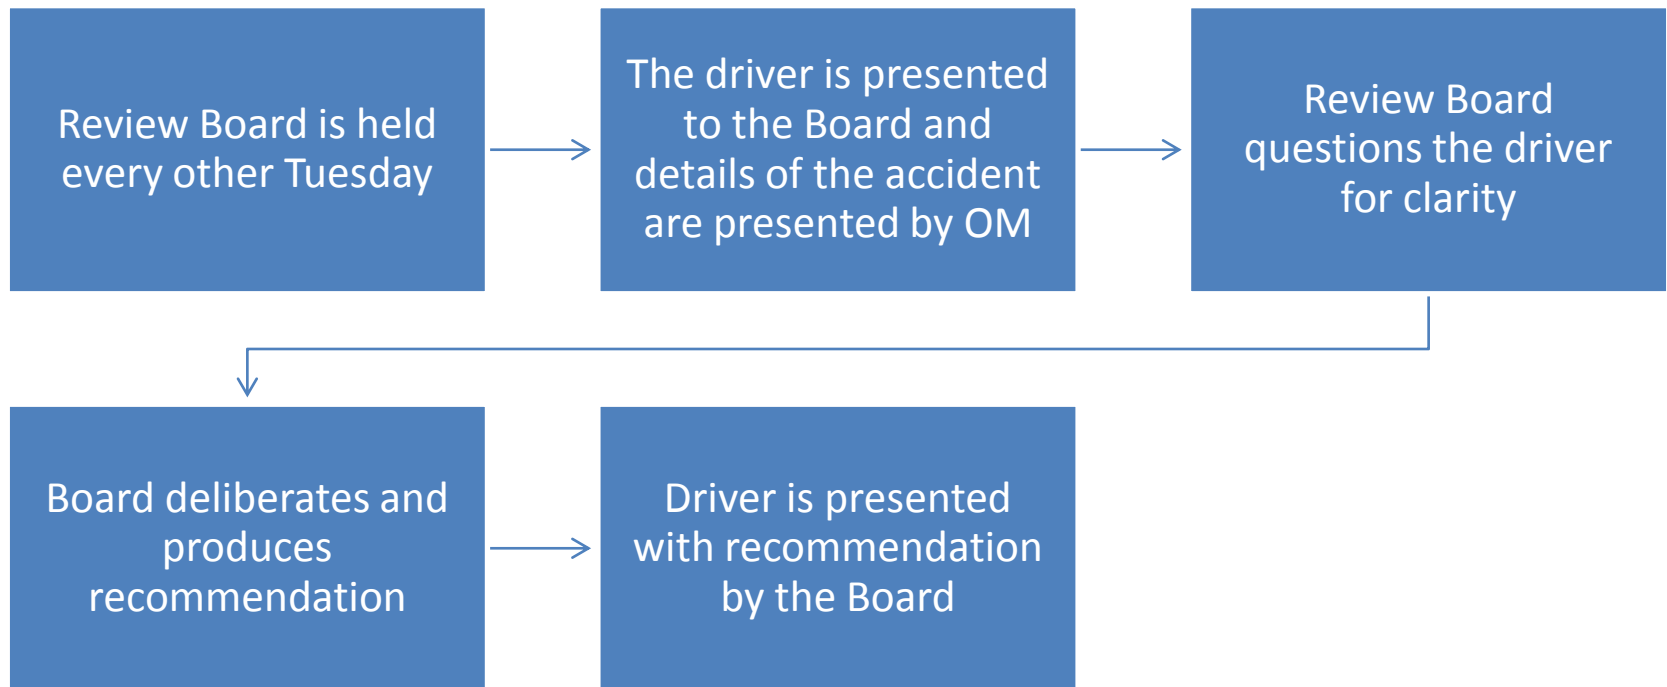 Review Board is held
every other Tuesday
The driver is presented
to the Board and
details of the accident
are presented by OM
Review Board
questions the driver
for clarity
Board deliberates and
produces
recommendation
Driver is presented
with recommendation
by the Board